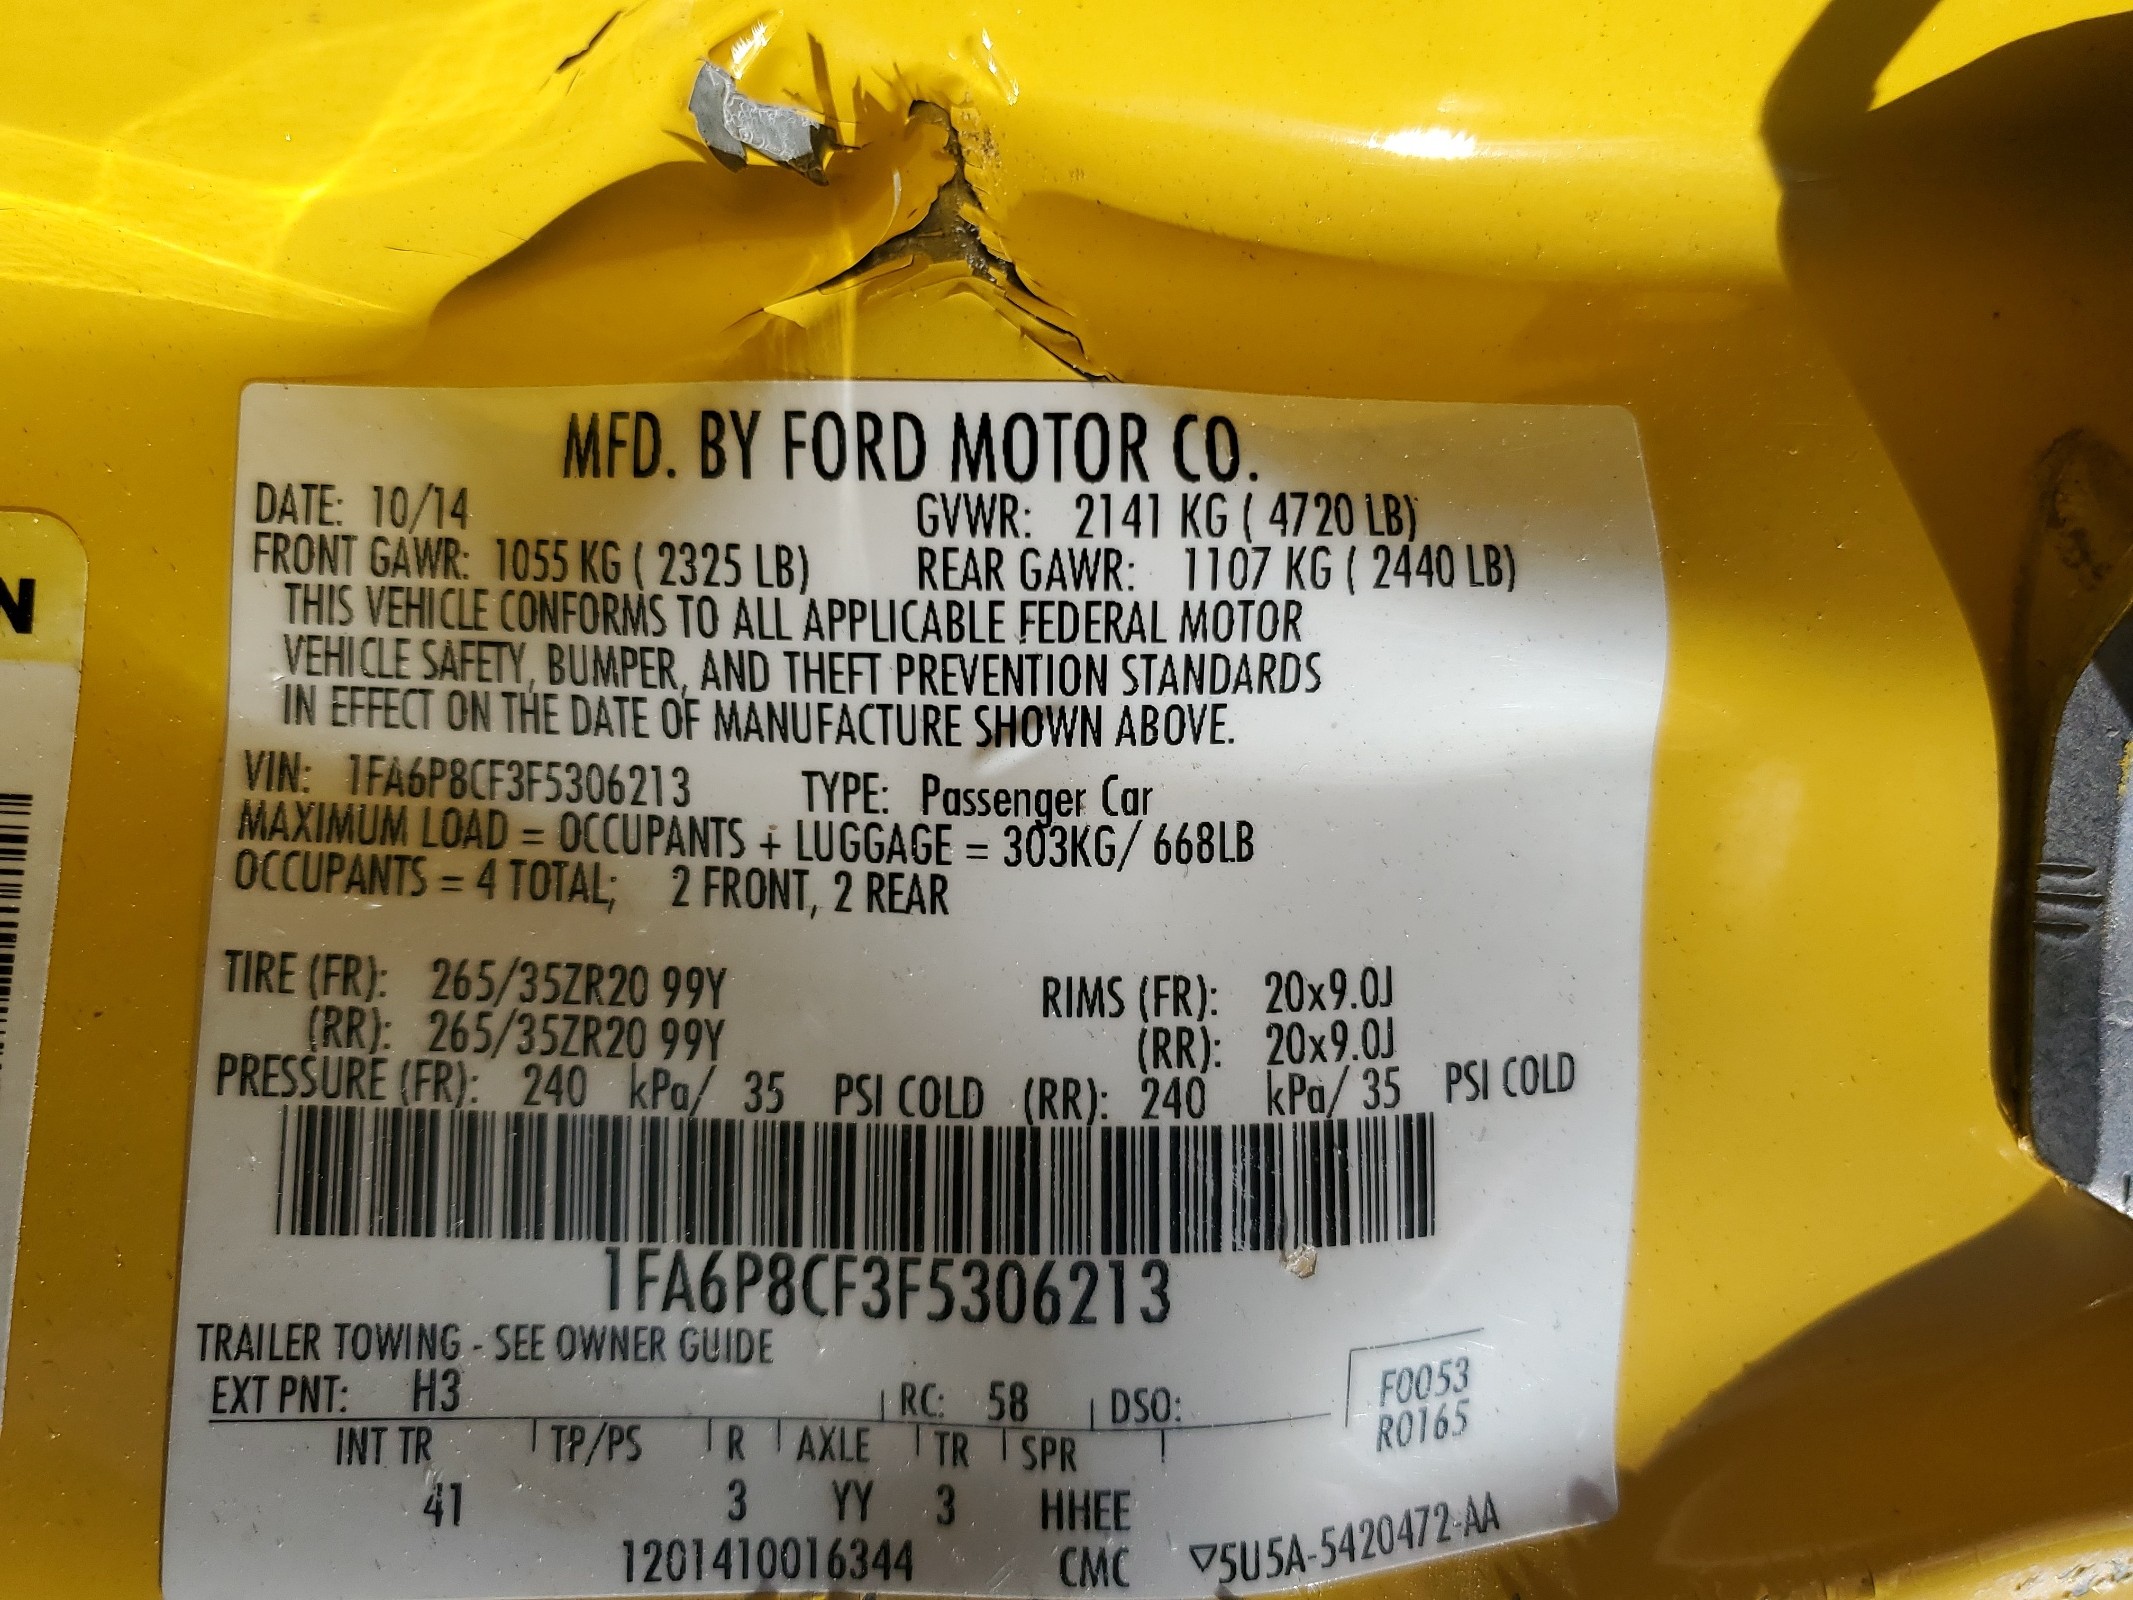 MFD. BY FORD MOTOR CO.
DATE: 10/14 GVWR: 2141 KG ( 4720 LB)
FRONT GAWR: 1055 KG ( 2325 LB) REAR GAWR: 1107 KG ( 2440 LB)
THIS VEHICLE CONFORMS TO ALL APPLICABLE FEDERAL MOTOR
VEHICLE SAFETY, BUMPER, AND THEFT PREVENTION STANDARDS
IN EFFECT ON THE DATE OF MANUFACTURE SHOWN ABOVE.
VIN: 1FA6P8CF3F5306213 TYPE: Passenger Car
MAXIMUM LOAD = OCCUPANTS + LUGGAGE = 303KG/ 668LB
OCCUPANTS = 4 TOTAL; 2 FRONT, 2 REAR
TIRE (FR): 265/35ZR20 99Y RIMS (FR): 20x9.0J
(RR): 265/35ZR20 99Y (RR): 20x9.0J
PRESSURE (FR): 240 kPa/ 35 PSI COLD (RR): 240 kPa/ 35 PSI COLD
1FA6P8CF3F5306213
TRAILER TOWING - SEE OWNER GUIDE
EXT PNT: H3 RC: 58 DSO: F0053
R0165
INT TR TP/PS R AXLE TR SPR
41 3 YY 3 HHEE
1201410016344 CMC ▽5U5A-5420472-AA
N